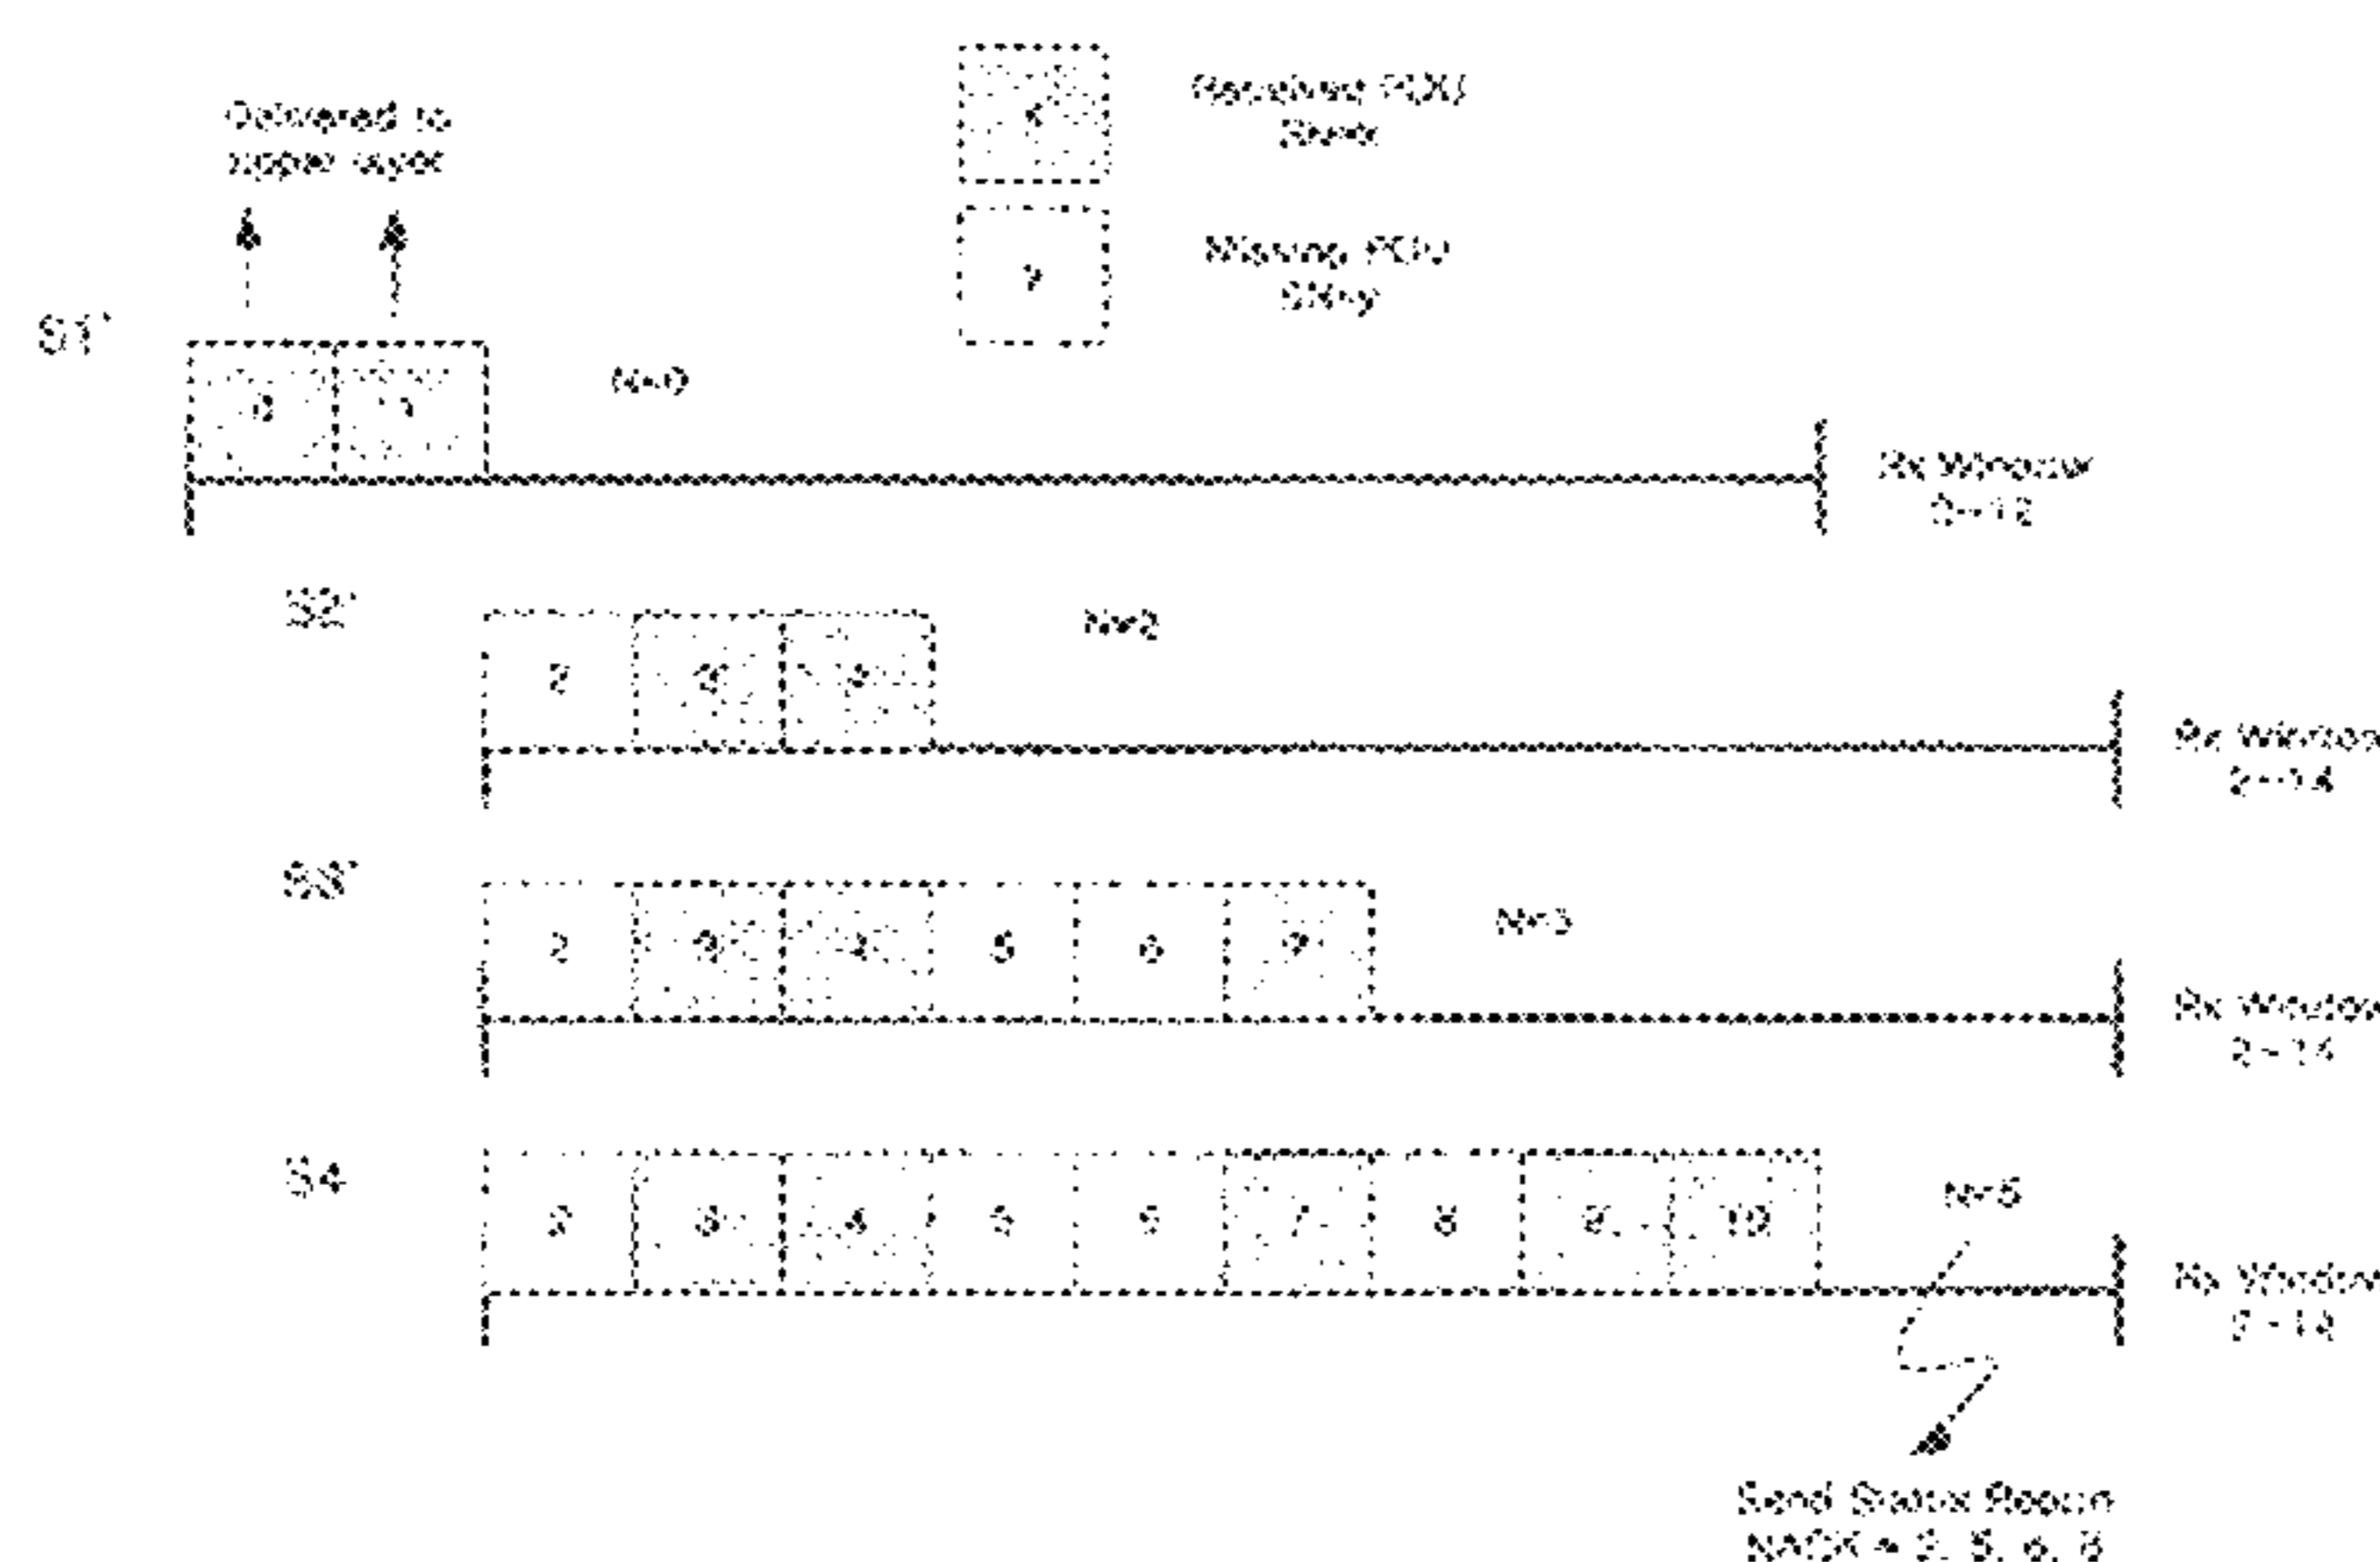 Delivered to
upper layer
Received PDU
Missing PDU
S1'
0 1
N=0
Rx Window
0~12
S2'
2 3 4
N=2
Rx Window
2~14
S3'
2 3 4 5 6 7
N=3
Rx Window
2~14
S4
2 3 4 5 6 7 8 9 10
N=5
Rx Window
2~14
Send Status Report
NACK = 2, 5, 6, 8